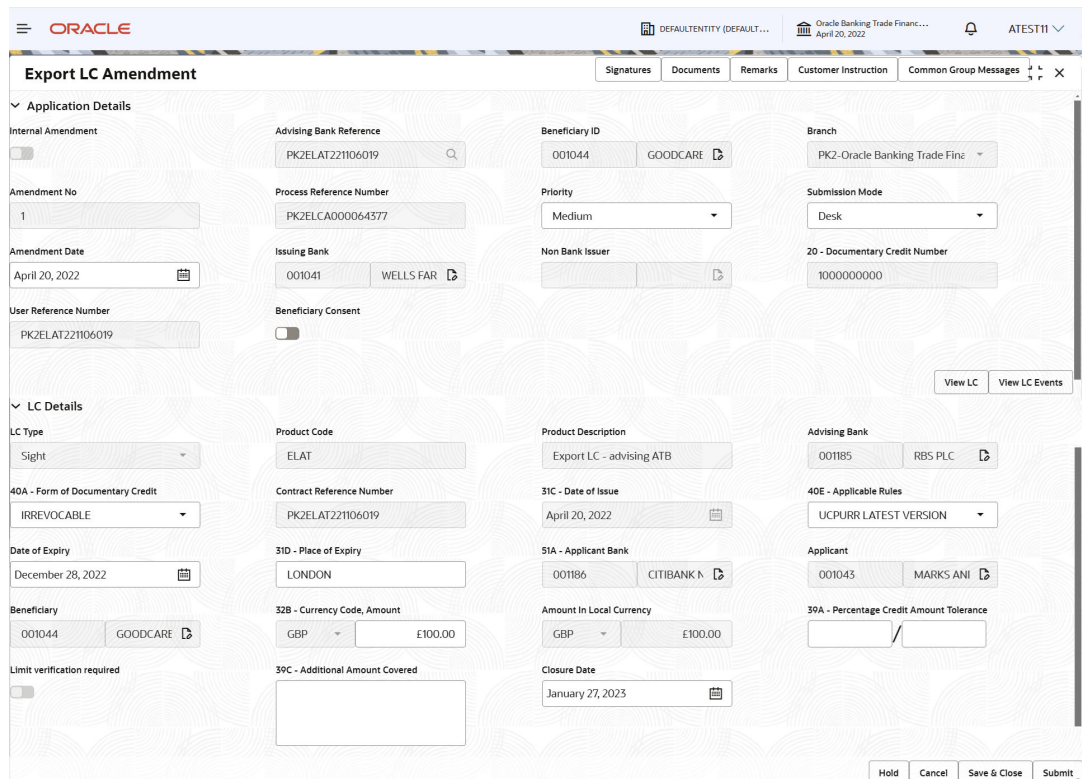 ORACLE
DEFAULTENTITY (DEFAULT...
Oracle Banking Trade Financ...
April 20, 2022
ATEST11
Export LC Amendment
Signatures
Documents
Remarks
Customer Instruction
Common Group Messages
Application Details
Internal Amendment
Advising Bank Reference
Beneficiary ID
Branch
PK2ELAT221106019
001044 GOODCARE
PK2-Oracle Banking Trade Fina
Amendment No
Process Reference Number
Priority
Submission Mode
1
PK2ELCA000064377
Medium
Desk
Amendment Date
Issuing Bank
Non Bank Issuer
20 - Documentary Credit Number
April 20, 2022
001041 WELLS FAR
1000000000
User Reference Number
Beneficiary Consent
PK2ELAT221106019
View LC
View LC Events
LC Details
LC Type
Product Code
Product Description
Advising Bank
Sight
ELAT
Export LC - advising ATB
001185 RBS PLC
40A - Form of Documentary Credit
Contract Reference Number
31C - Date of Issue
40E - Applicable Rules
IRREVOCABLE
PK2ELAT221106019
April 20, 2022
UCPURR LATEST VERSION
Date of Expiry
31D - Place of Expiry
51A - Applicant Bank
Applicant
December 28, 2022
LONDON
001186 CITIBANK N
001043 MARKS ANI
Beneficiary
32B - Currency Code, Amount
Amount In Local Currency
39A - Percentage Credit Amount Tolerance
001044 GOODCARE
GBP £100.00
GBP £100.00
/
Limit verification required
39C - Additional Amount Covered
Closure Date
January 27, 2023
Hold
Cancel
Save & Close
Submit